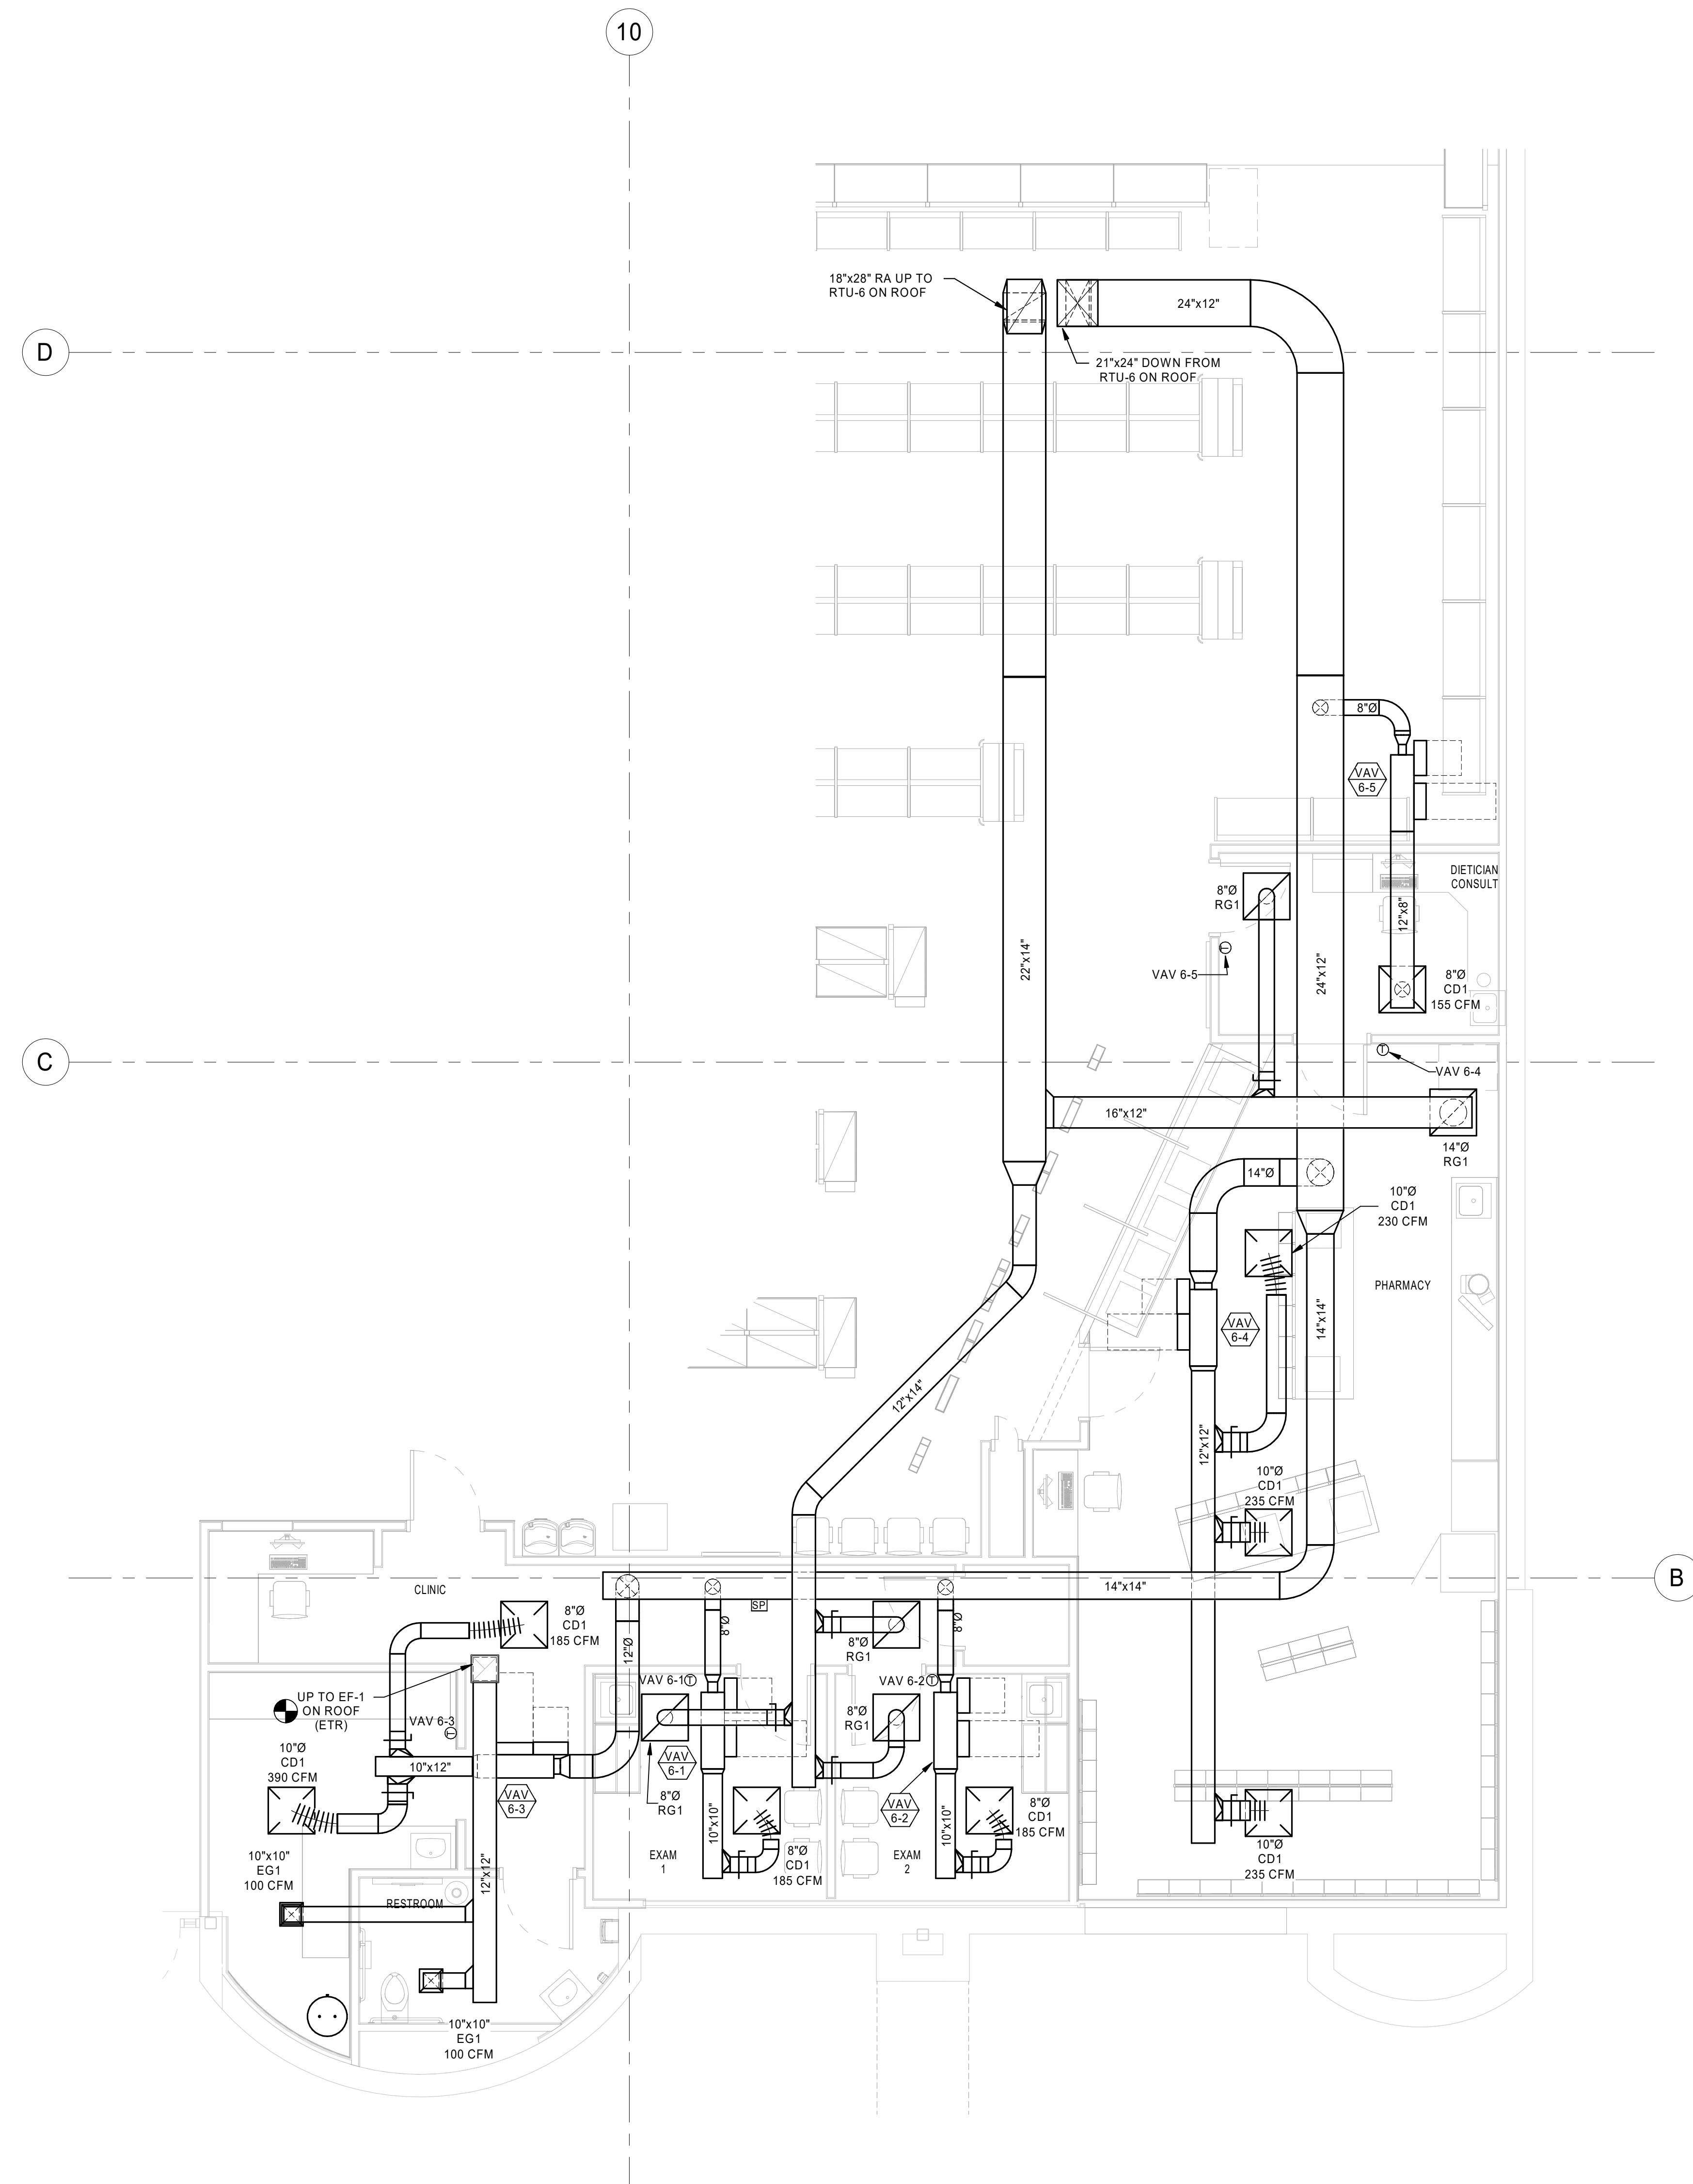 10
18"x28" RA UP TO
RTU-6 ON ROOF
24"x12"
D
21"x24" DOWN FROM
RTU-6 ON ROOF
8"Ø
VAV
6-5
DIETICIAN
CONSULT
8"Ø
RG1
12"x8"
22"x14"
24"x12"
VAV 6-5
T
8"Ø
CD1
155 CFM
C
T
VAV 6-4
16"x12"
14"Ø
RG1
14"Ø
10"Ø
CD1
230 CFM
PHARMACY
VAV
6-4
14"x14"
12"x14"
12"x12"
10"Ø
CD1
235 CFM
B
CLINIC
14"x14"
SP
8"Ø
CD1
185 CFM
12"Ø
8"Ø
8"Ø
8"Ø
RG1
VAV 6-1
T
VAV 6-2
T
UP TO EF-1
ON ROOF
(ETR)
VAV 6-3
T
8"Ø
RG1
10"Ø
CD1
390 CFM
10"x12"
VAV
6-1
VAV
6-3
8"Ø
RG1
VAV
6-2
8"Ø
CD1
185 CFM
10"x10"
10"x10"
EXAM
1
8"Ø
CD1
185 CFM
EXAM
2
10"Ø
CD1
235 CFM
10"x10"
EG1
100 CFM
12"x12"
RESTROOM
10"x10"
EG1
100 CFM